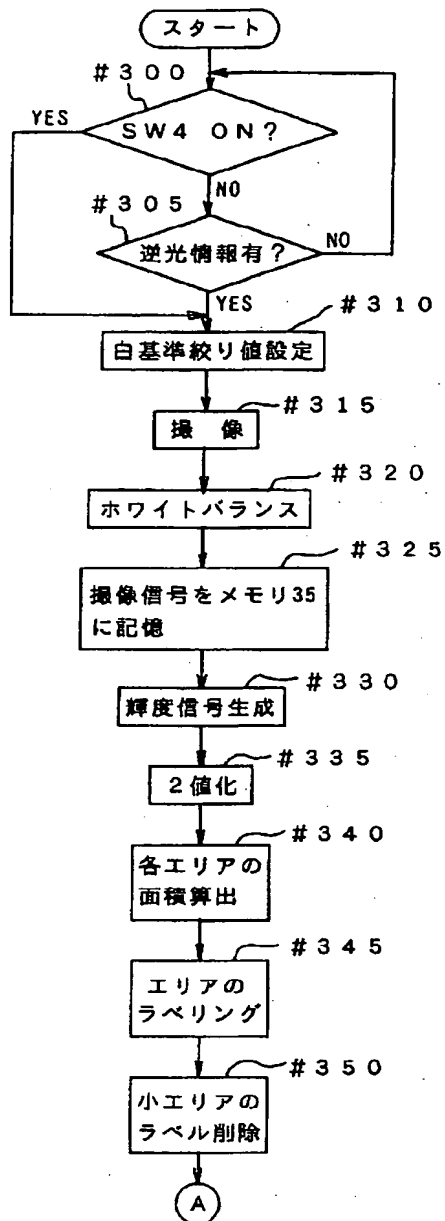 スタート
#300
YES
SW4 ON?
NO
#305
逆光情報有?
NO
YES
#310
白基準絞り値設定
#315
撮 像
#320
ホワイトバランス
#325
撮像信号をメモリ35
に記憶
#330
輝度信号生成
#335
2値化
#340
各エリアの
面積算出
#345
エリアの
ラベリング
#350
小エリアの
ラベル削除
A